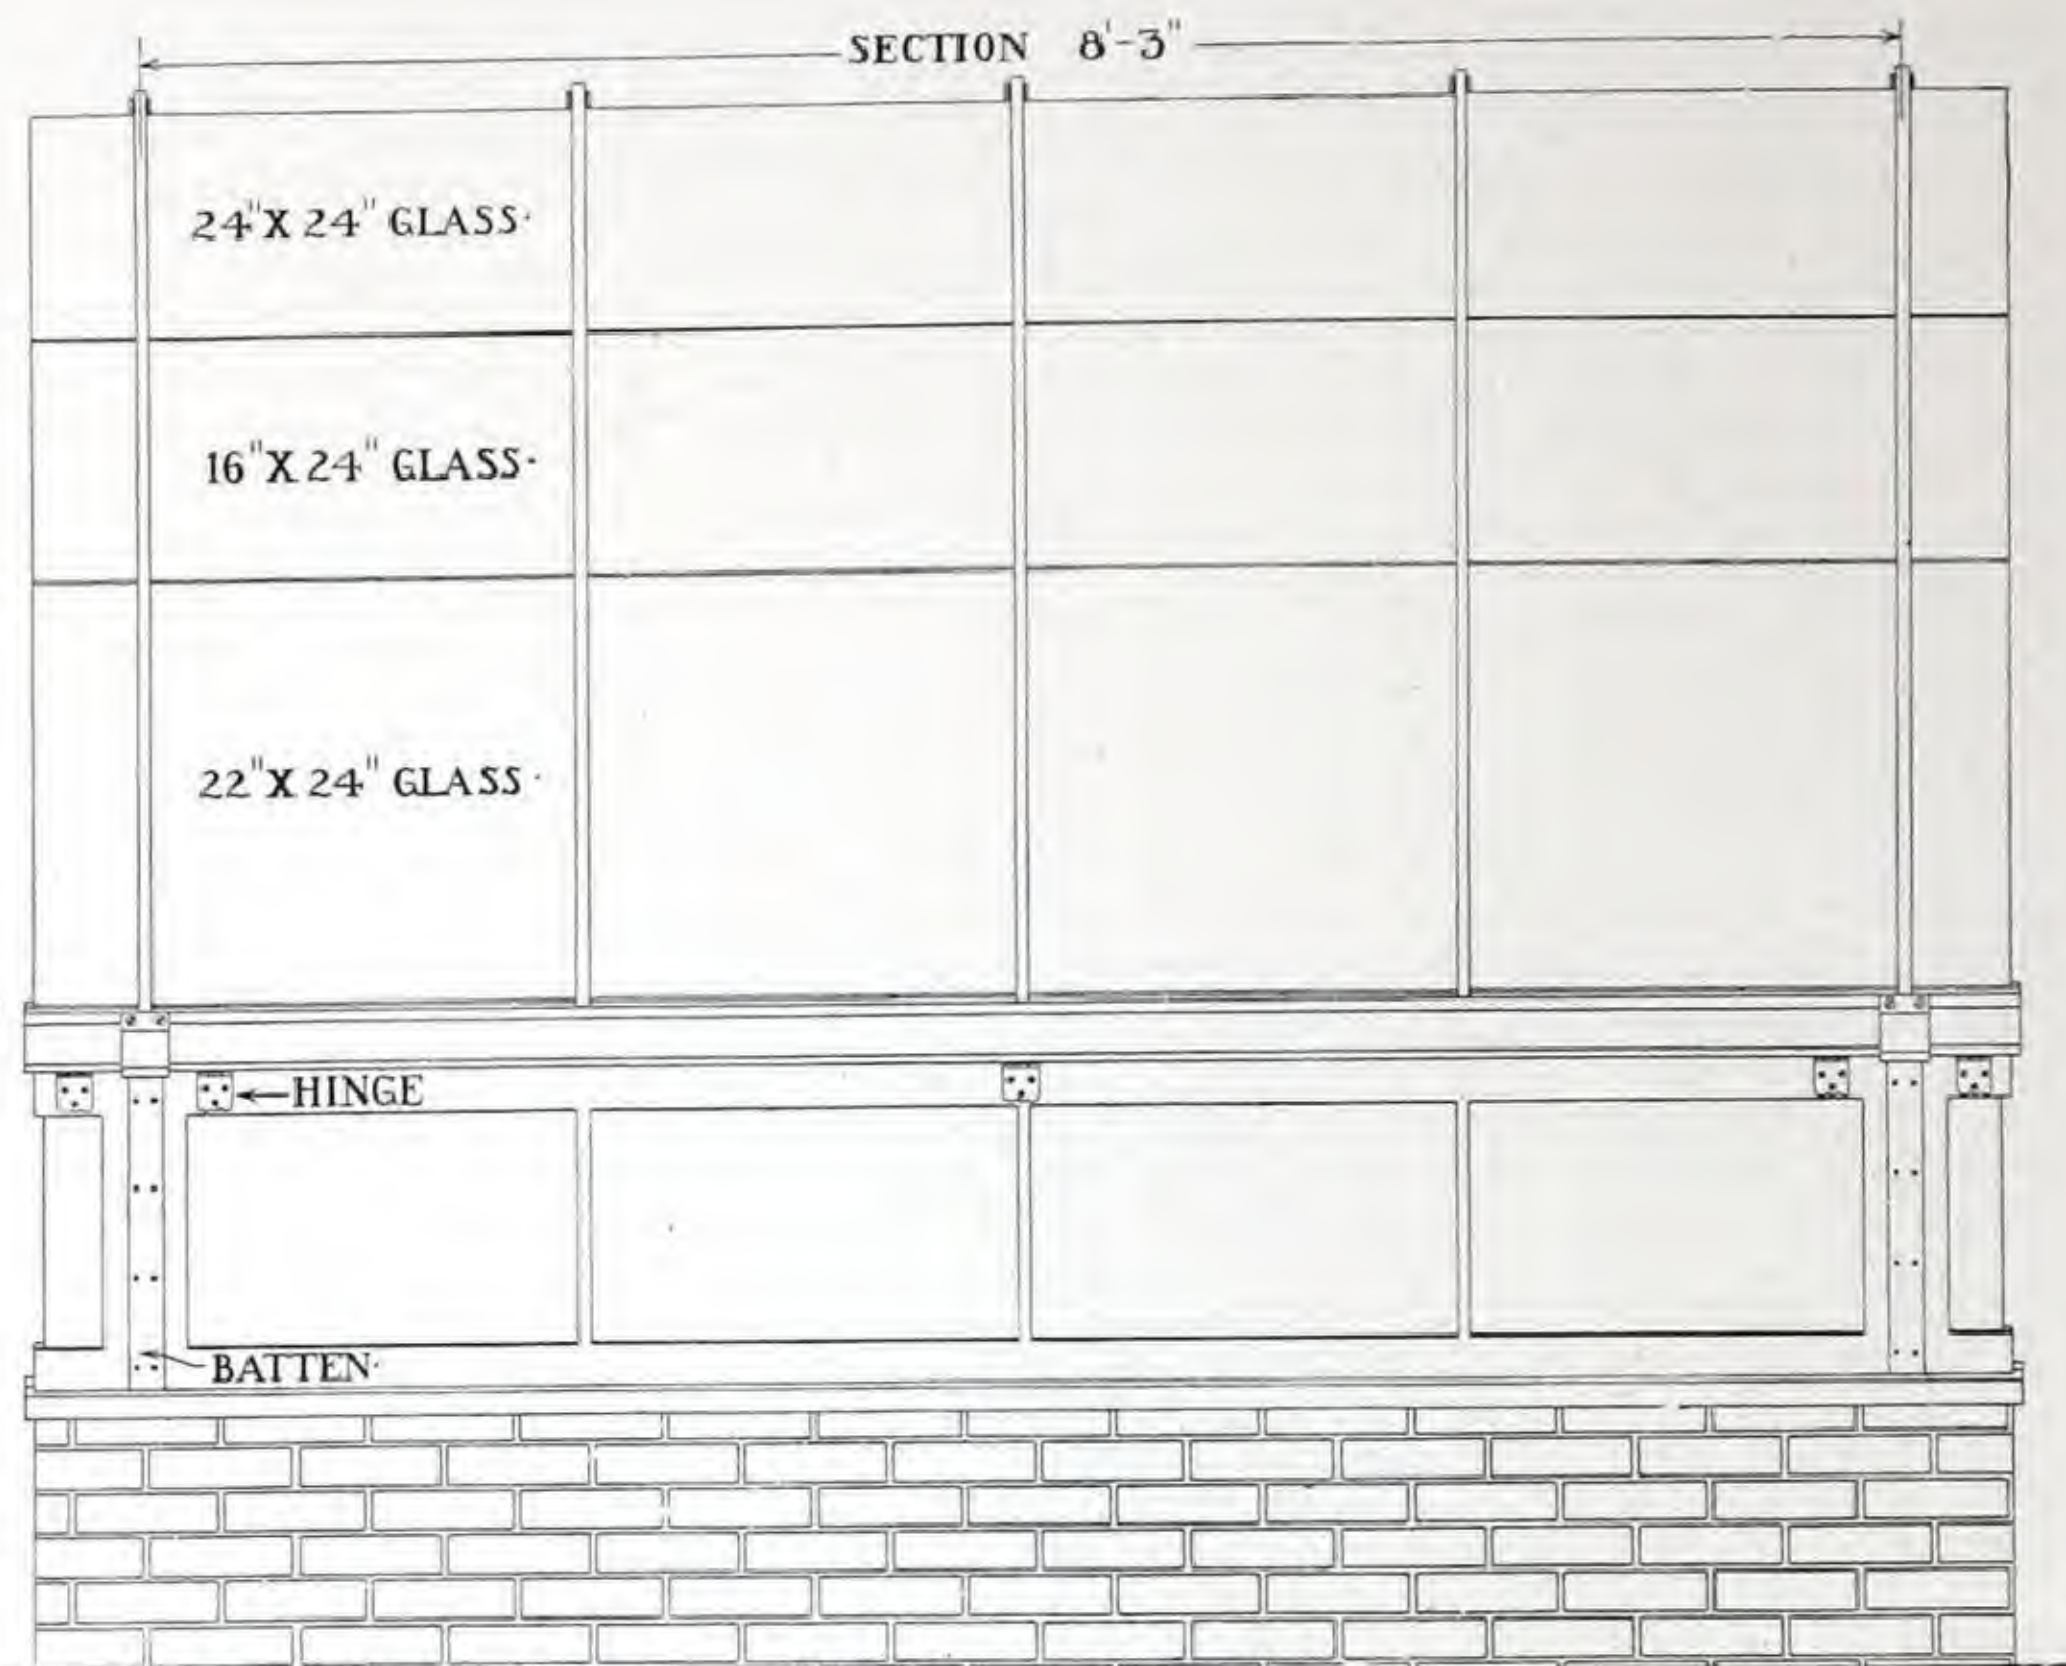 SECTION 8'-3"
24"X 24" GLASS·
16"X 24" GLASS·
22"X 24" GLASS·
HINGE
BATTEN·